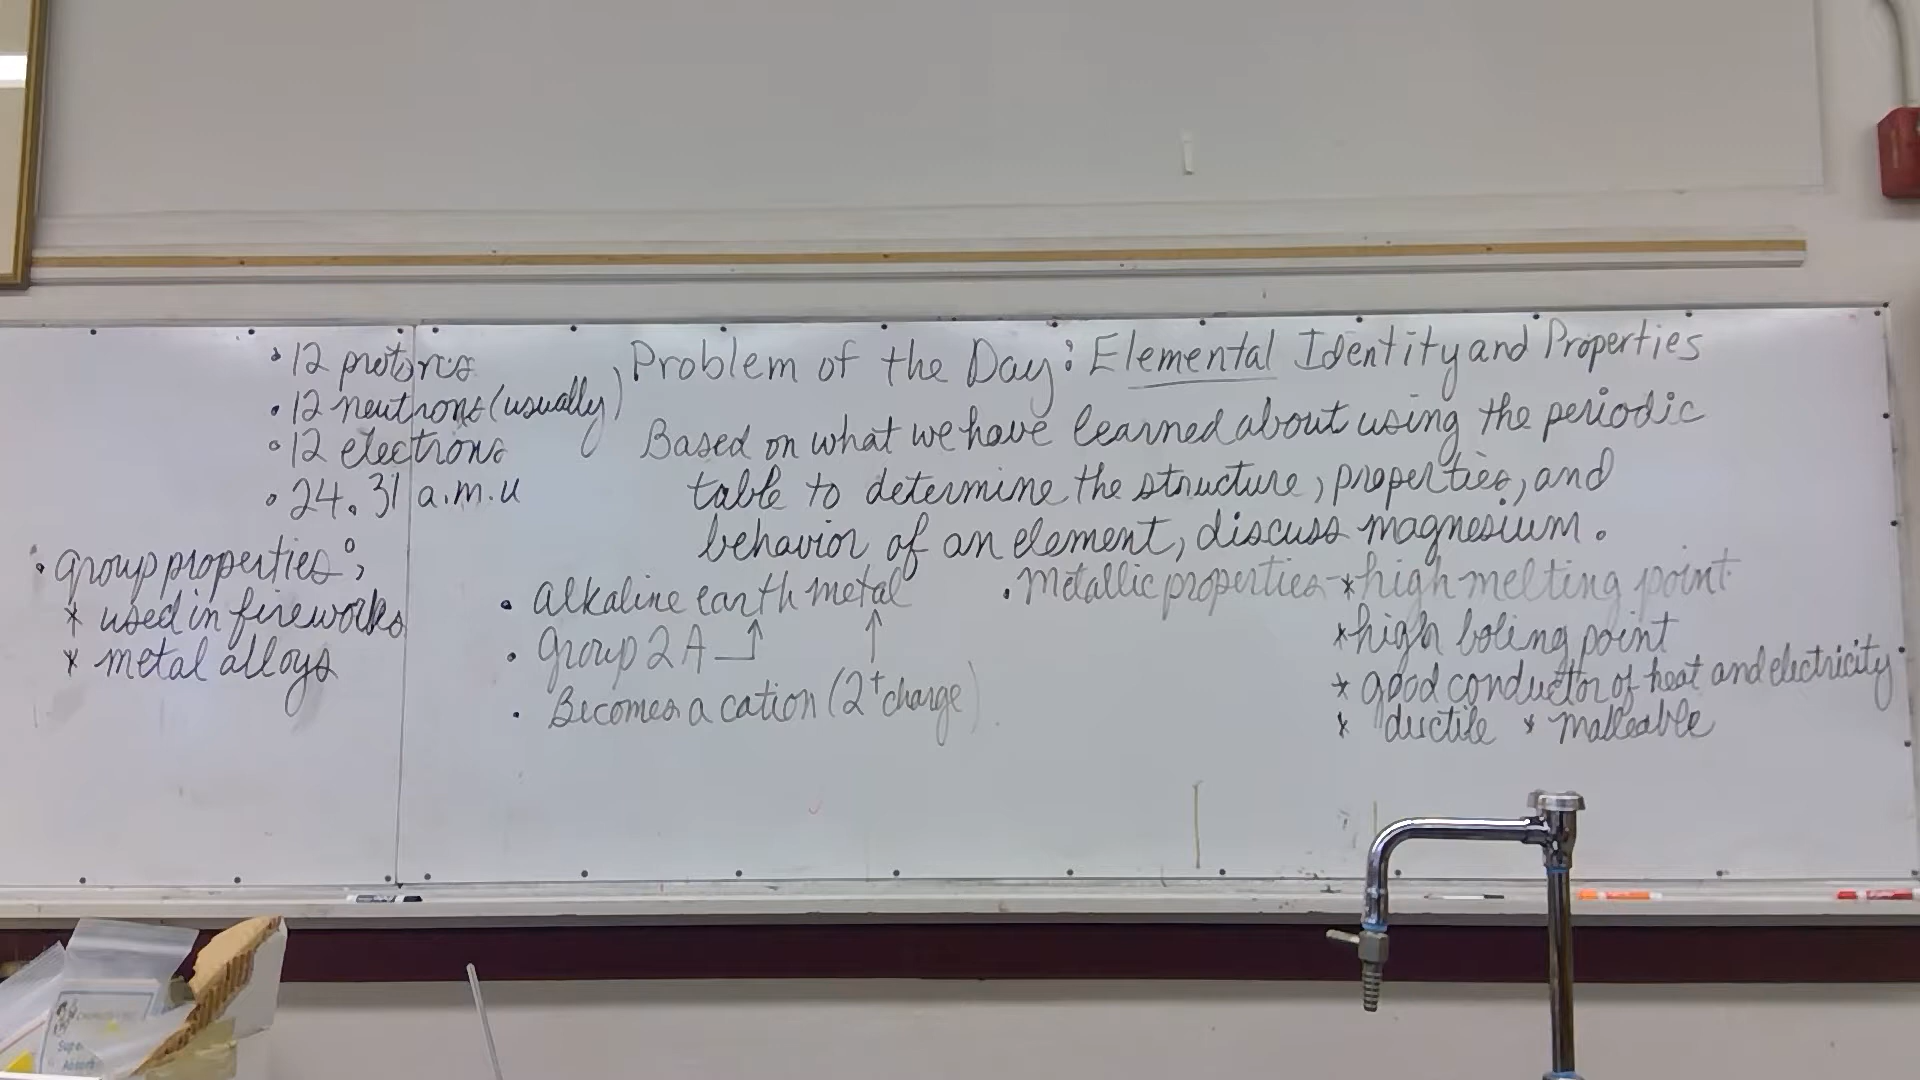 Problem of the Day: Elemental Identity and Properties
Based on what we have learned about using the periodic
table to determine the structure, properties, and
behavior of an element, discuss magnesium.
• 12 protons
• 12 neutrons (usually)
• 12 electrons
• 24.31 a.m.u
• group properties:
* used in fireworks
* metal alloys
• alkaline earth metal
• Group 2A
• Becomes a cation (2+ charge)
• Metallic properties - * high melting point
* high boling point
* good conductor of heat and electricity
* ductile * malleable
Supe
Absor